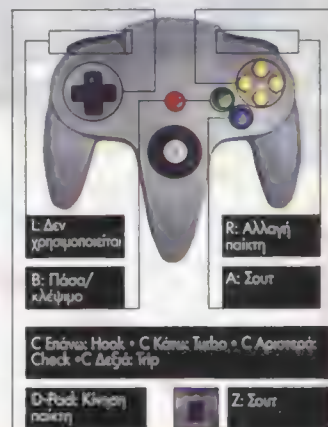 L: Δεν
χρησιμοποιείται
R: Αλλαγή
παίκτη
B: Πάσα/
κλέψιμο
A: Σουτ
C Επάνω: Hook • C Κάτω: Turbo • C Αριστερά:
Check •C Δεξιά: Trip
D-Pad: Κίνηση
παίκτη
Z: Σουτ